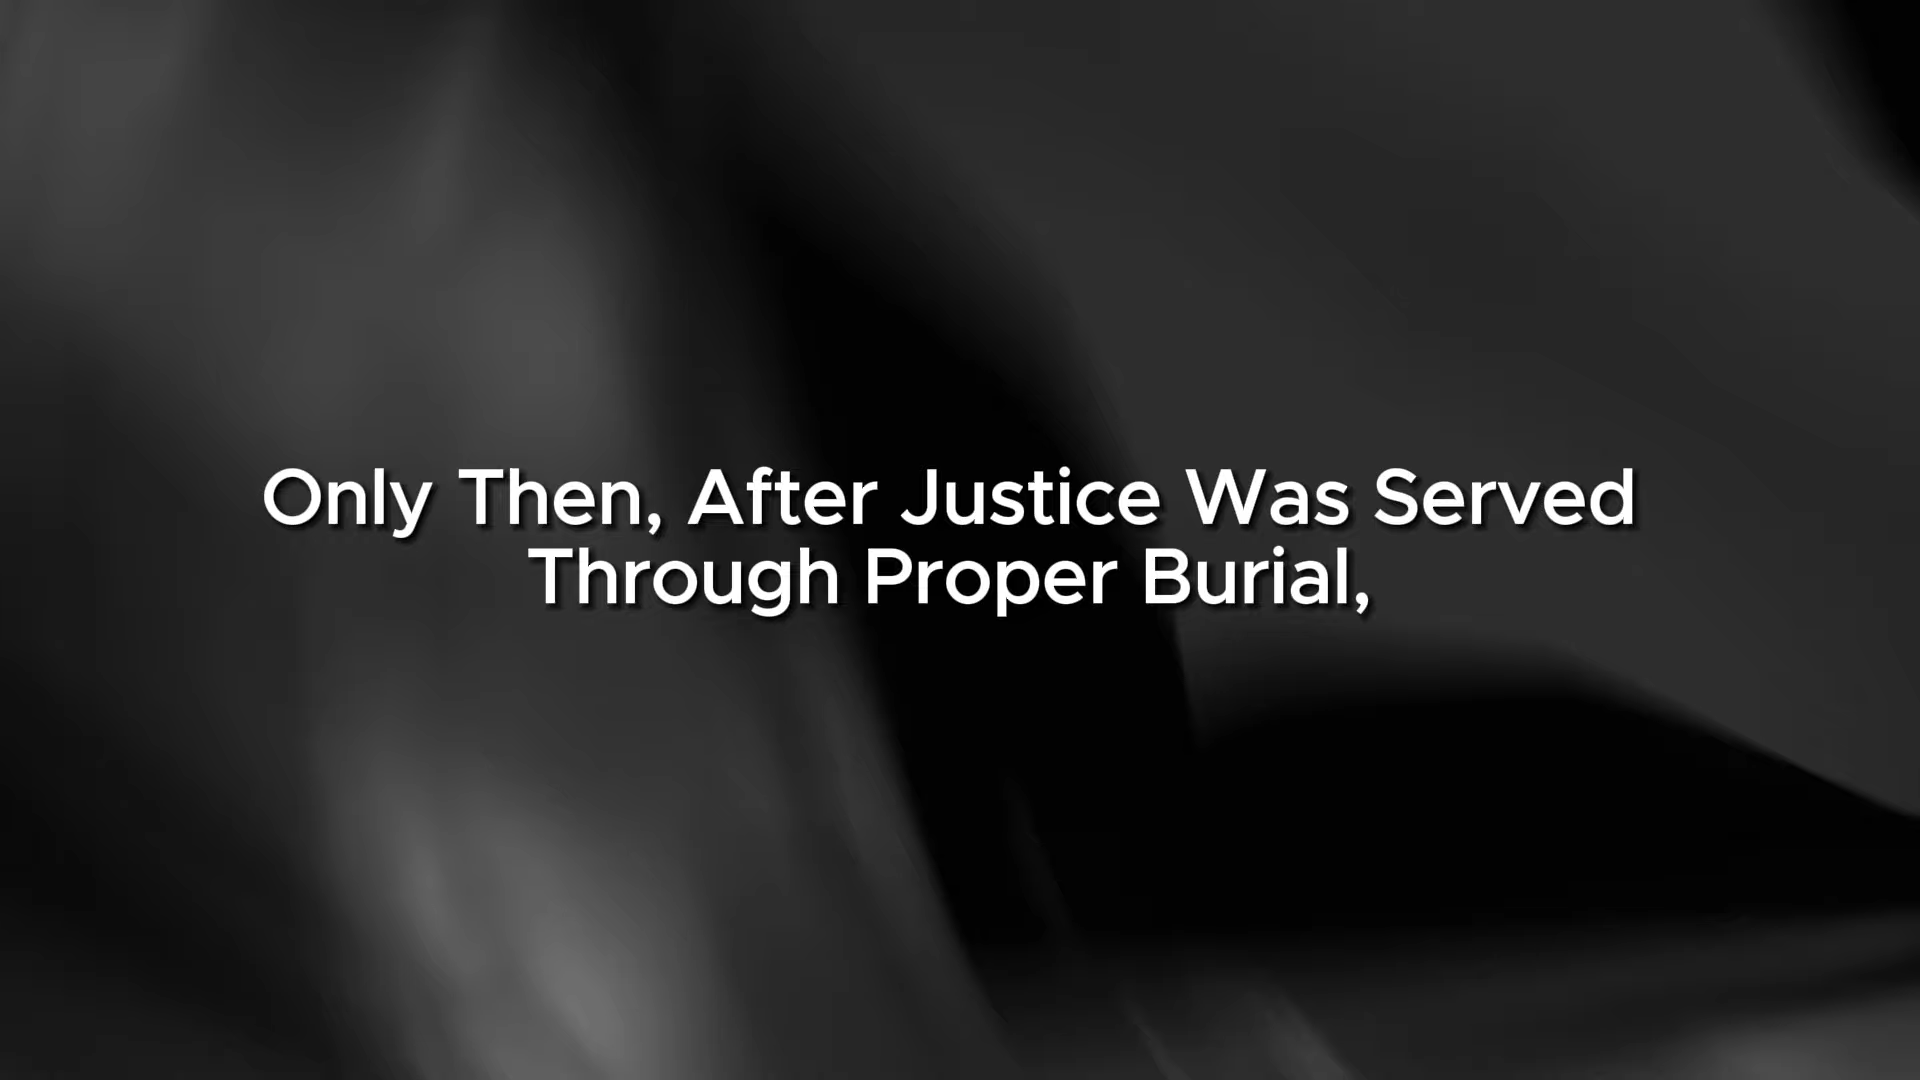 Only Then, After Justice Was Served
Through Proper Burial,